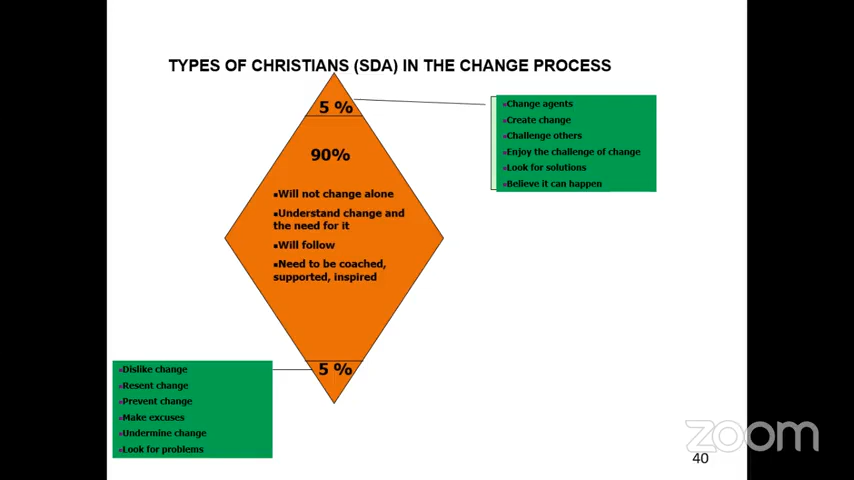 TYPES OF CHRISTIANS (SDA) IN THE CHANGE PROCESS
5 %
▪Change agents
▪Create change
▪Challenge others
▪Enjoy the challenge of change
▪Look for solutions
▪Believe it can happen
90%
▪Will not change alone
▪Understand change and
the need for it
▪Will follow
▪Need to be coached,
supported, inspired
5 %
▪Dislike change
▪Resent change
▪Prevent change
▪Make excuses
▪Undermine change
▪Look for problems
zoom
40